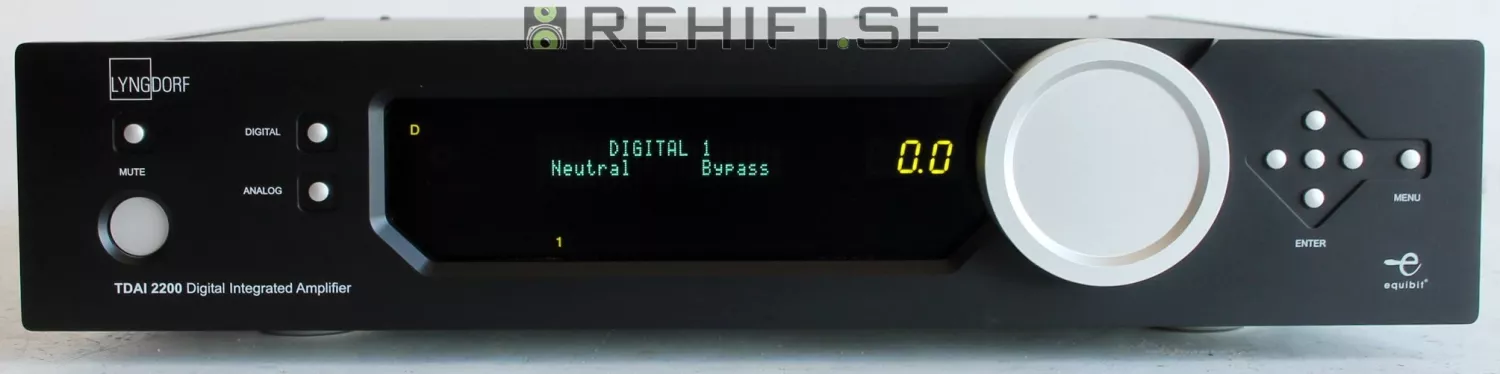 REHIFI.SE
LYNGDORF
MUTE
DIGITAL
ANALOG
D
DIGITAL 1
Neutral Bypass
0.0
1
MENU
ENTER
TDAI 2200 Digital Integrated Amplifier
e
equibit®